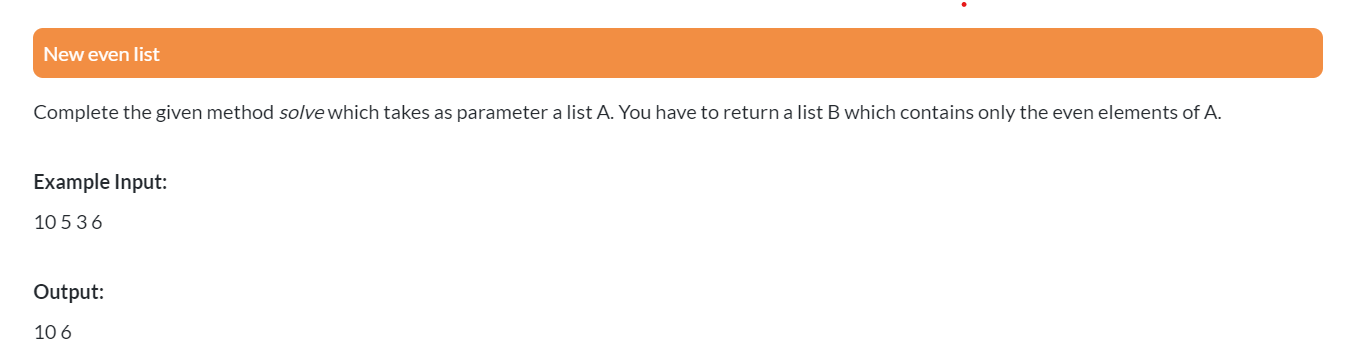 New even list
Complete the given method solve which takes as parameter a list A. You have to return a list B which contains only the even elements of A.
Example Input:
10 5 3 6
Output:
10 6